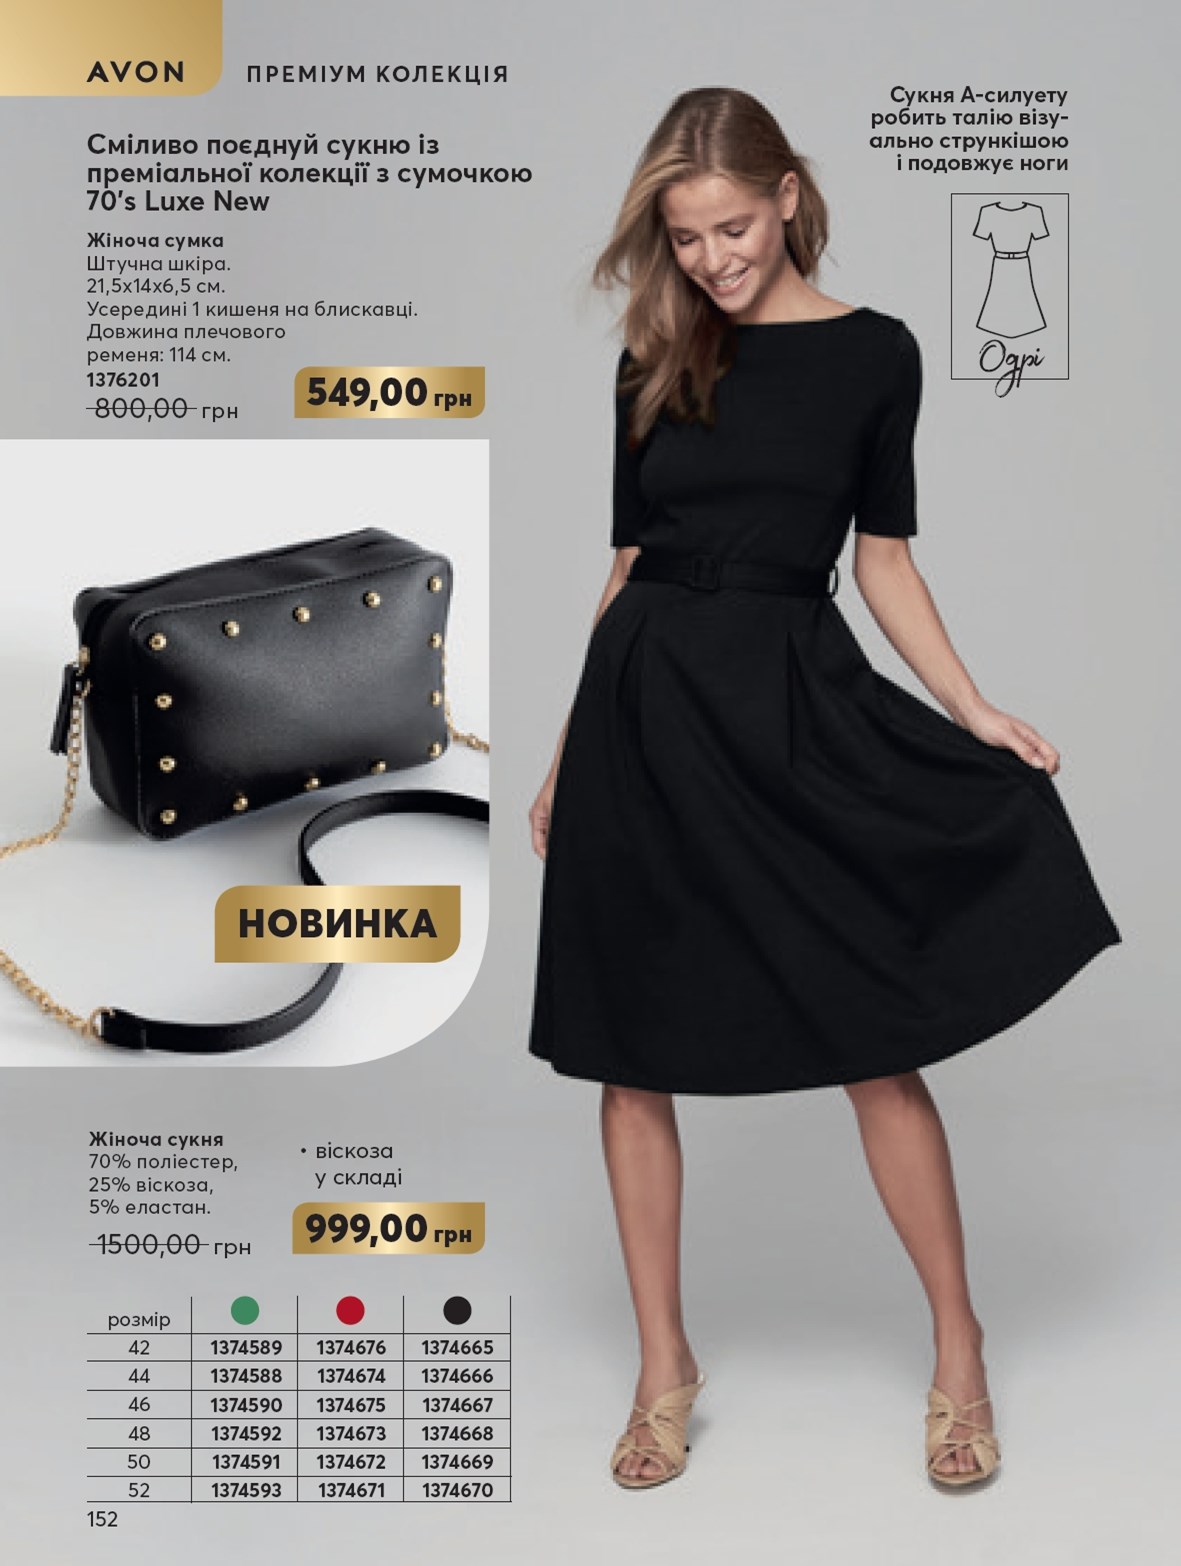 AVON
ПРЕМІУМ КОЛЕКЦІЯ
Сміливо поєднуй сукню із
преміальної колекції з сумочкою
70's Luxe New
Жіноча сумка
Штучна шкіра.
21,5х14х6,5 см.
Усередині 1 кишеня на блискавці.
Довжина плечового
ременя: 114 см.
1376201
800,00 грн
549,00 грн
Сукня А-силуету
робить талію візу-
ально стрункішою
і подовжує ноги
Одрі
НОВИНКА
Жіноча сукня
70% поліестер,
25% віскоза,
5% еластан.
1500,00 грн
• віскоза
у складі
999,00 грн
розмір
42 1374589 1374676 1374665
44 1374588 1374674 1374666
46 1374590 1374675 1374667
48 1374592 1374673 1374668
50 1374591 1374672 1374669
52 1374593 1374671 1374670
152